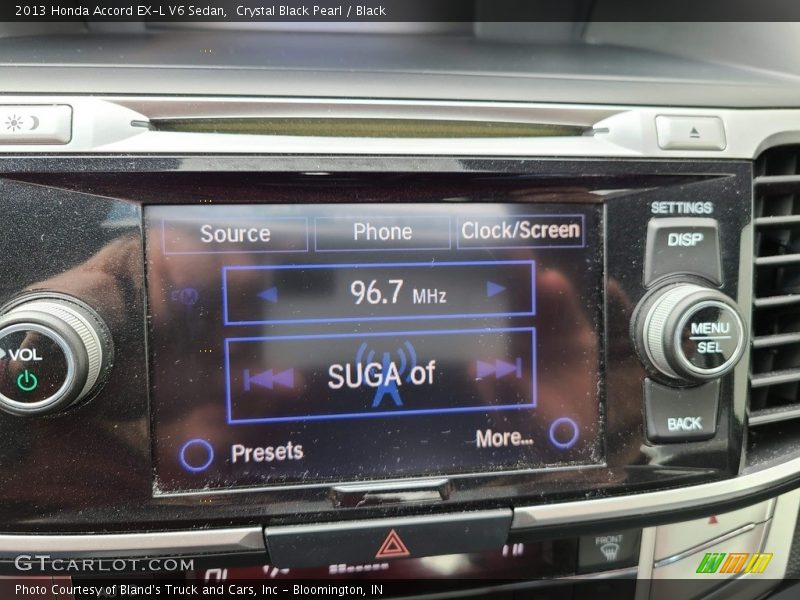 2013 Honda Accord EX-L V6 Sedan, Crystal Black Pearl / Black
SETTINGS
DISP
Source
Phone
Clock/Screen
FM
96.7 MHz
VOL
MENU
SEL
SUGA of
BACK
Presets
More...
FRONT
GTCARLOT.COM
Photo Courtesy of Bland's Truck and Cars, Inc - Bloomington, IN